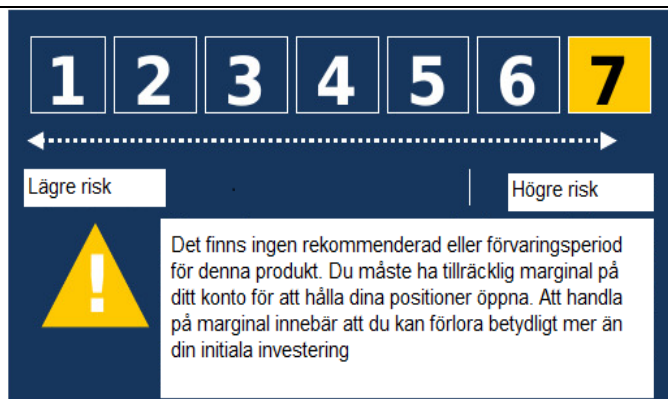 1 2 3 4 5 6 7
Lägre risk
Högre risk
!
Det finns ingen rekommenderad eller förvaringsperiod
för denna produkt. Du måste ha tillräcklig marginal på
ditt konto för att hålla dina positioner öppna. Att handla
på marginal innebär att du kan förlora betydligt mer än
din initiala investering